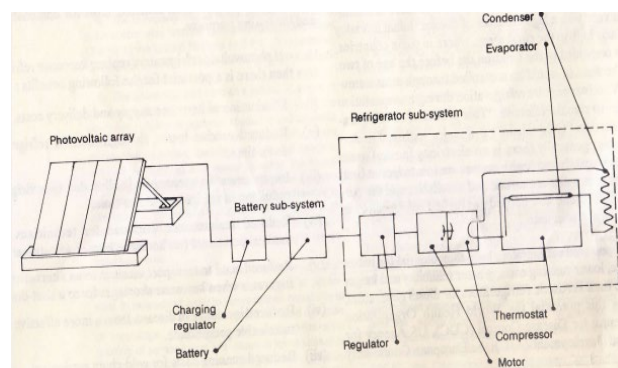 Condenser
Evaporator
Refrigerator sub-system
Photovoltaic array
Battery sub-system
Charging
regulator
Battery
Regulator
Thermostat
Compressor
Motor